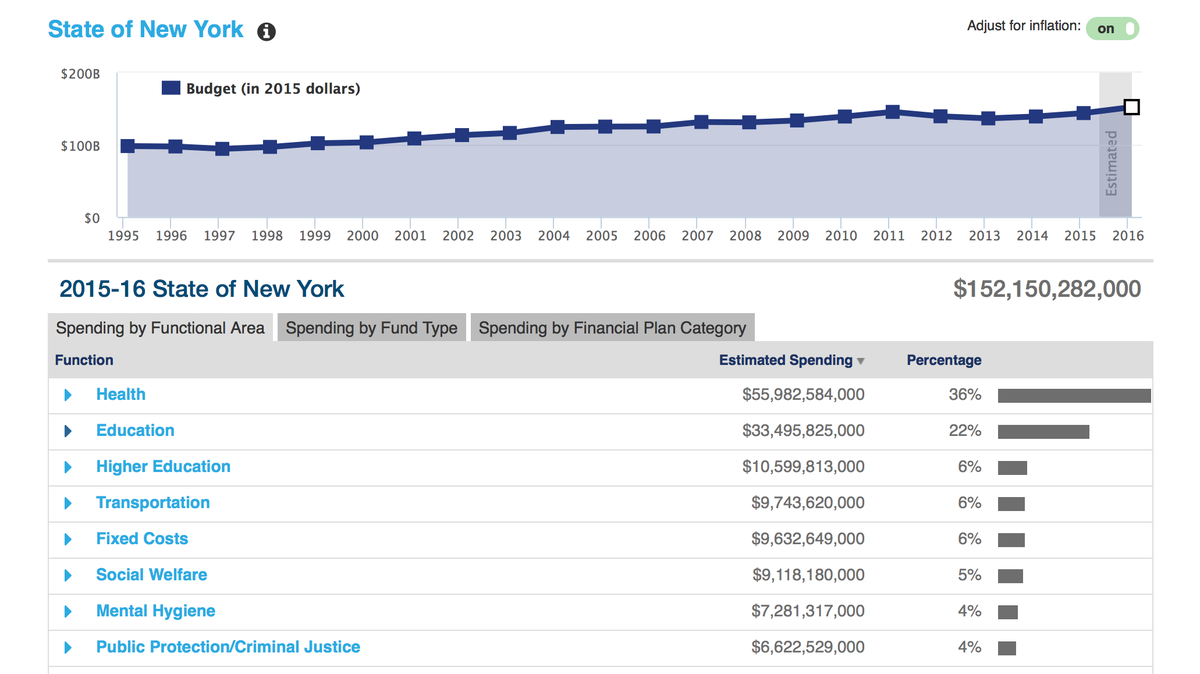 State of New York
Adjust for inflation: on
$200B
Budget (in 2015 dollars)
$100B
Estimated
$0
1995 1996 1997 1998 1999 2000 2001 2002 2003 2004 2005 2006 2007 2008 2009 2010 2011 2012 2013 2014 2015 2016
2015-16 State of New York $152,150,282,000
Spending by Functional Area Spending by Fund Type Spending by Financial Plan Category
Function Estimated Spending Percentage
Health $55,982,584,000 36%
Education $33,495,825,000 22%
Higher Education $10,599,813,000 6%
Transportation $9,743,620,000 6%
Fixed Costs $9,632,649,000 6%
Social Welfare $9,118,180,000 5%
Mental Hygiene $7,281,317,000 4%
Public Protection/Criminal Justice $6,622,529,000 4%